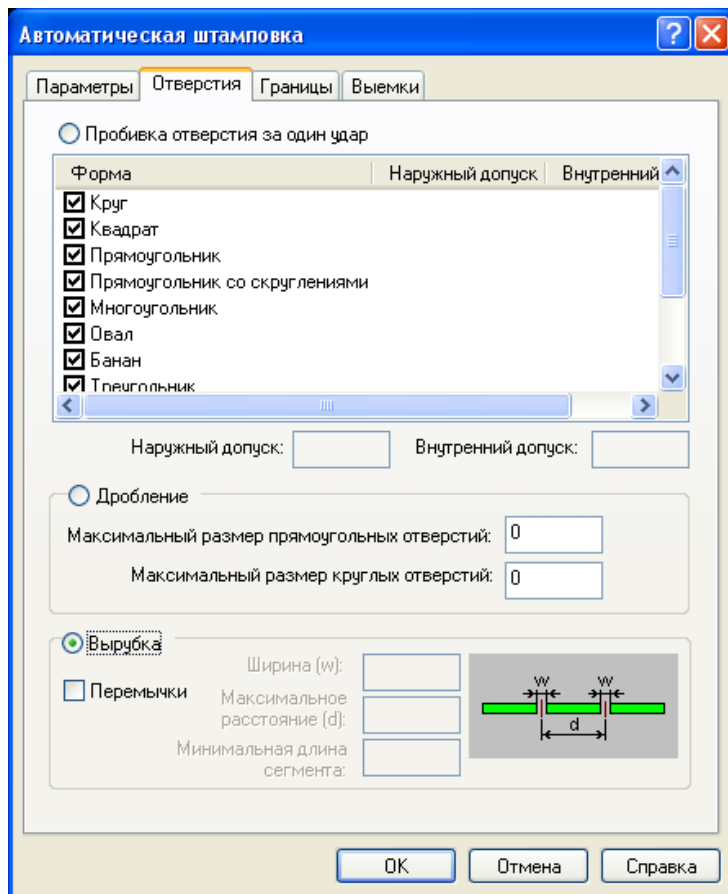 Автоматическая штамповка
Параметры Отверстия Границы Выемки
Пробивка отверстия за один удар
Форма Наружный допуск Внутренний
Круг
Квадрат
Прямоугольник
Прямоугольник со скруглениями
Многоугольник
Овал
Банан
Треугольник
Наружный допуск: Внутренний допуск:
Дробление
Максимальный размер прямоугольных отверстий: 0
Максимальный размер круглых отверстий: 0
Вырубка
Перемычки
Ширина (w):
Максимальное
расстояние (d):
Минимальная длина
сегмента:
w w
d
OK Отмена Справка